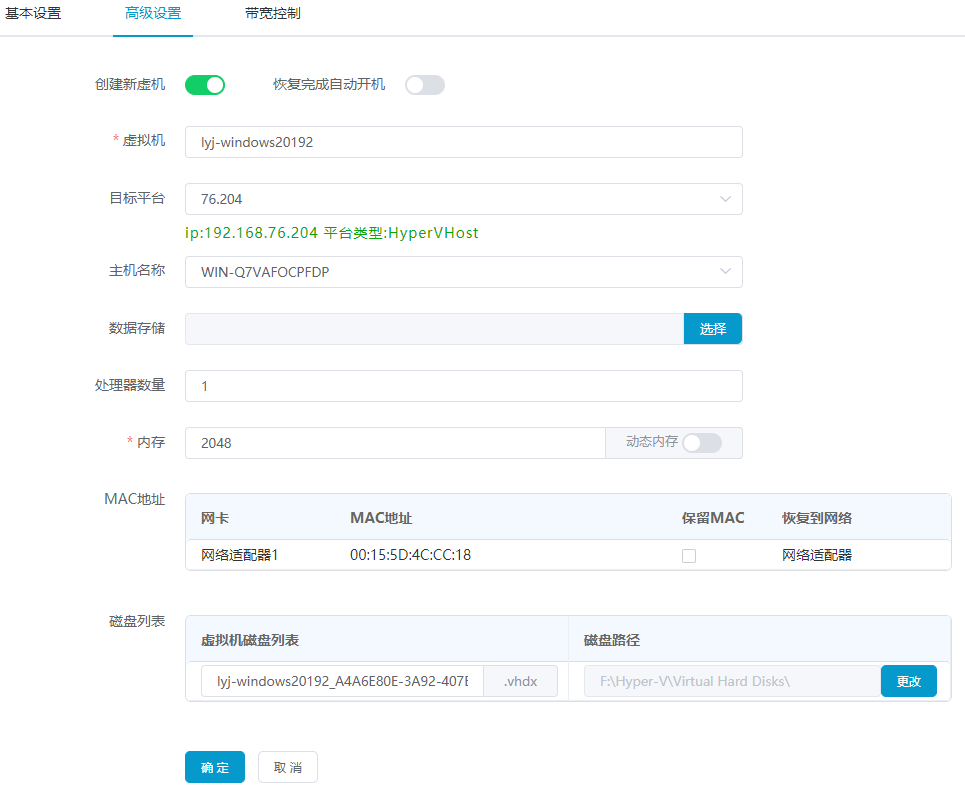 基本设置 高级设置 带宽控制
创建新虚机 恢复完成自动开机
* 虚拟机 lyj-windows20192
目标平台 76.204
ip:192.168.76.204 平台类型:HyperVHost
主机名称 WIN-Q7VAFOCPFDP
数据存储 选择
处理器数量 1
* 内存 2048 动态内存
MAC地址
网卡 MAC地址 保留MAC 恢复到网络
网络适配器1 00:15:5D:4C:CC:18 网络适配器
磁盘列表
虚拟机磁盘列表 磁盘路径
lyj-windows20192_A4A6E80E-3A92-407E .vhdx F:\Hyper-V\Virtual Hard Disks\ 更改
确定 取消